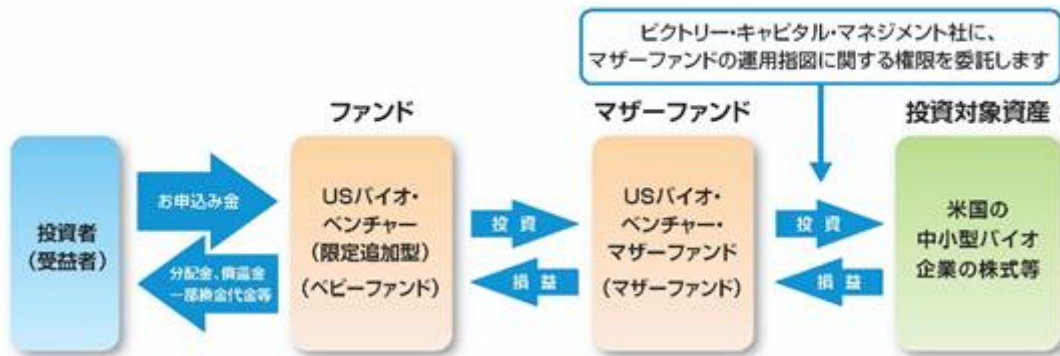 ビクトリー・キャピタル・マネジメント社に、
マザーファンドの運用指図に関する権限を委託します
ファンド
マザーファンド
投資対象資産
投資者
(受益者)
お申込み金
分配金、償還金
一部換金代金等
USバイオ・
ベンチャー
(限定追加型)
(ベビーファンド)
投資
損益
USバイオ・
ベンチャー・
マザーファンド
(マザーファンド)
投資
損益
米国の
中小型バイオ
企業の株式等